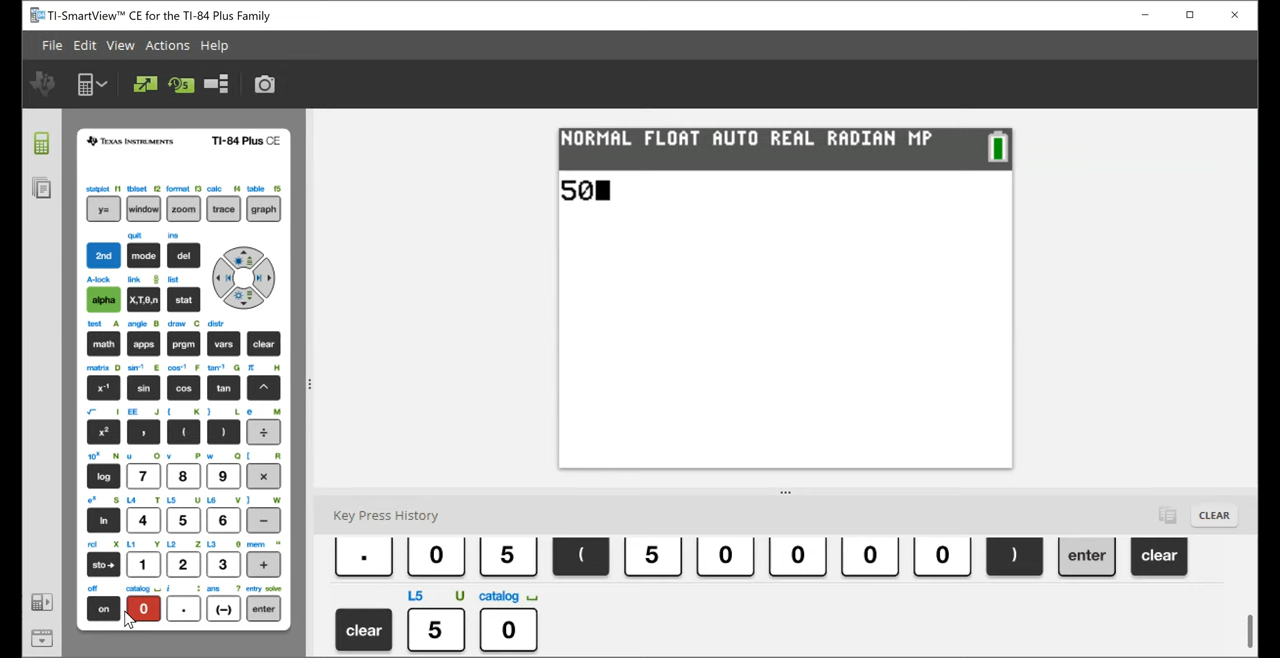 TI-SmartView™ CE for the TI-84 Plus Family
File Edit View Actions Help
TEXAS INSTRUMENTS TI-84 Plus CE
statplot f1 tblset f2 format f3 calc f4 table f5
y= window zoom trace graph
quit ins
2nd mode del
A-lock link list
alpha X,T,θ,n stat
test A angle B draw C distr
math apps prgm vars clear
matrix D sin⁻¹ E cos⁻¹ F tan⁻¹ G π H
x⁻¹ sin cos tan ^
√ I EE J { K } L e M
x² , ( ) ÷
10ˣ N u O v P w Q [ R
log 7 8 9 ×
eˣ S L4 T L5 U L6 V ] W
ln 4 5 6 −
rcl X L1 Y L2 Z L3 θ mem "
sto→ 1 2 3 +
off catalog ⎵ i : ans ? entry solve
on 0 . (−) enter
NORMAL FLOAT AUTO REAL RADIAN MP
50
Key Press History CLEAR
. 0 5 ( 5 0 0 0 0 ) enter clear
L5 U catalog ⎵
clear 5 0